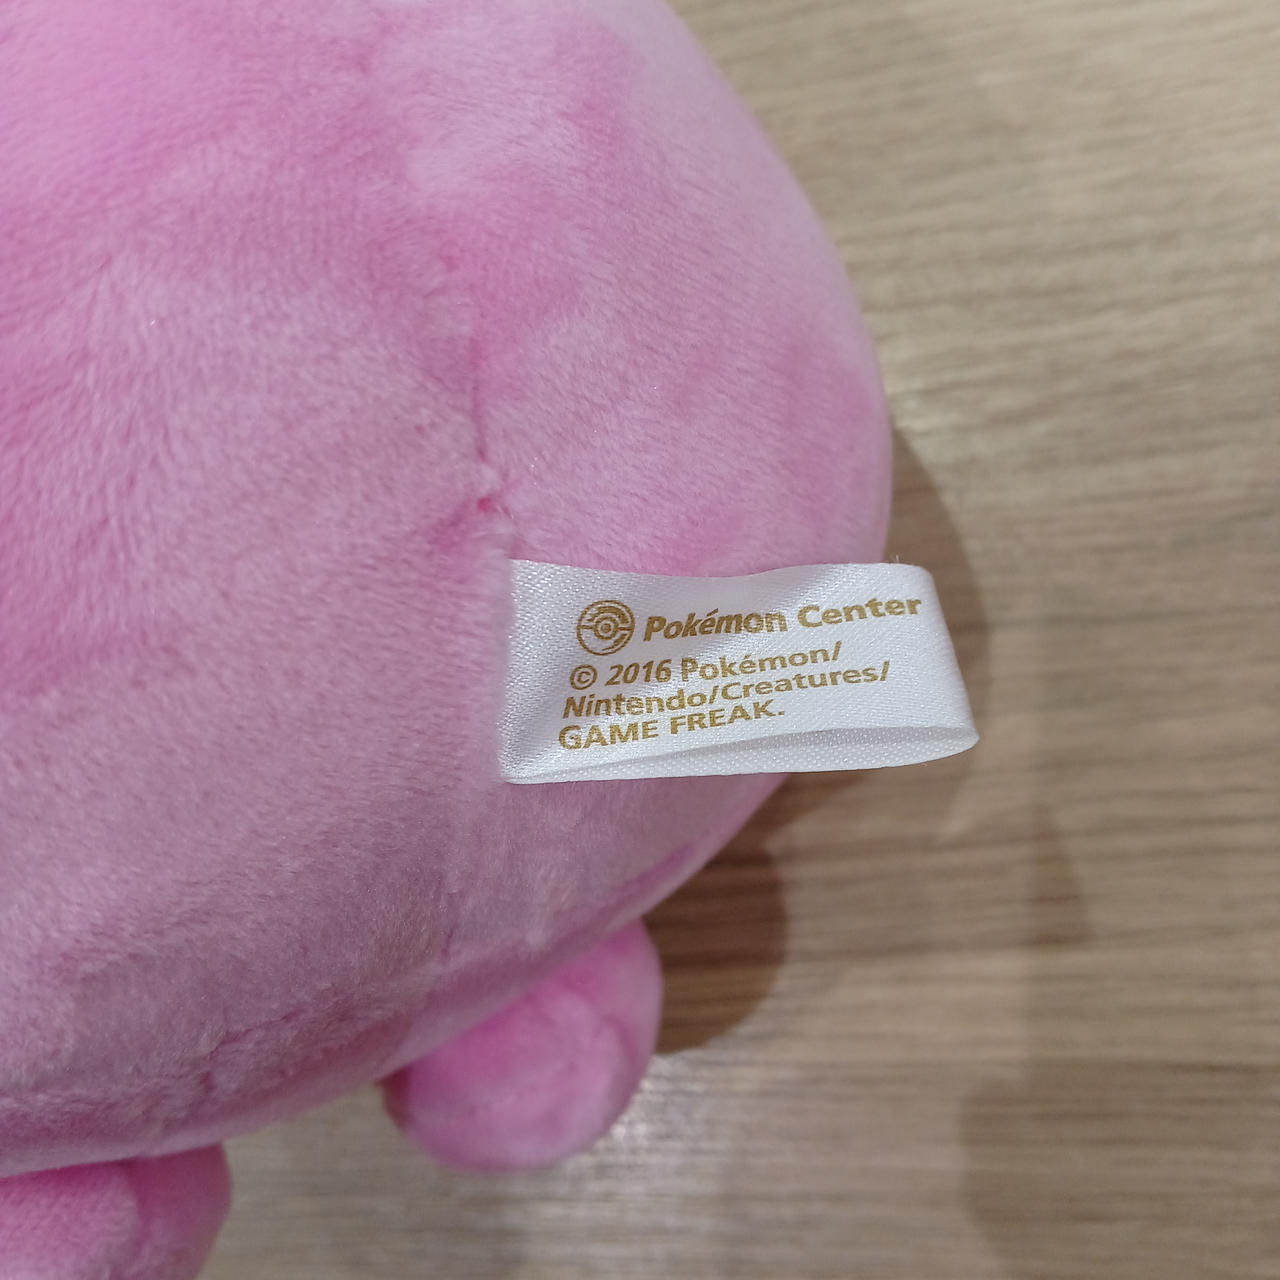 Pokémon Center
© 2016 Pokémon/
Nintendo/Creatures/
GAME FREAK.